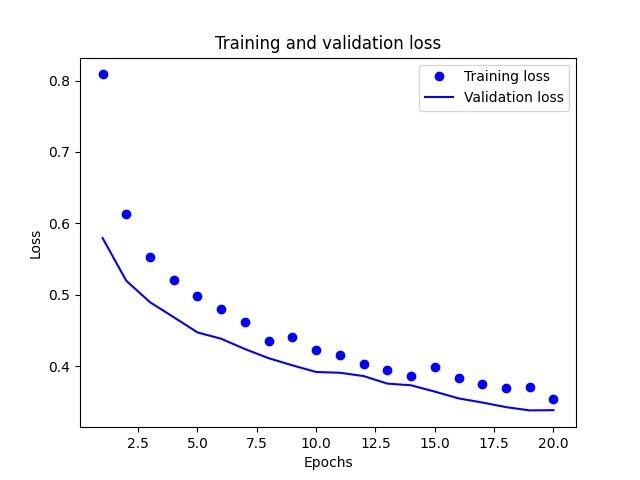 Training and validation loss
Training loss
Validation loss
0.8
0.7
0.6
0.5
0.4
Loss
2.5 5.0 7.5 10.0 12.5 15.0 17.5 20.0
Epochs